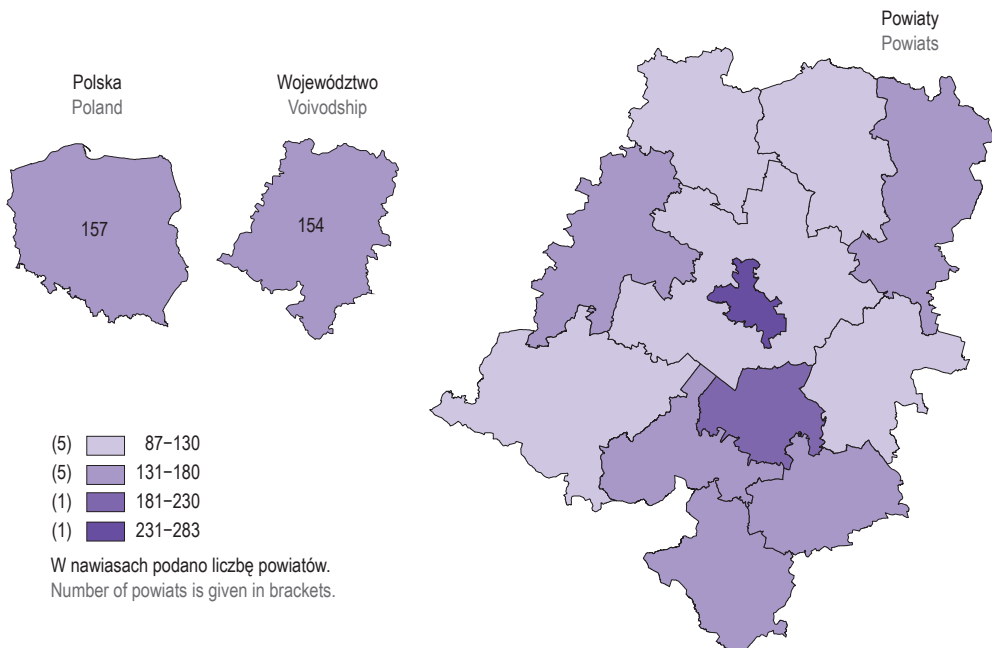 Powiaty
Powiats
Polska
Poland
Województwo
Voivodship
157
154
(5) 87–130
(5) 131–180
(1) 181–230
(1) 231–283
W nawiasach podano liczbę powiatów.
Number of powiats is given in brackets.